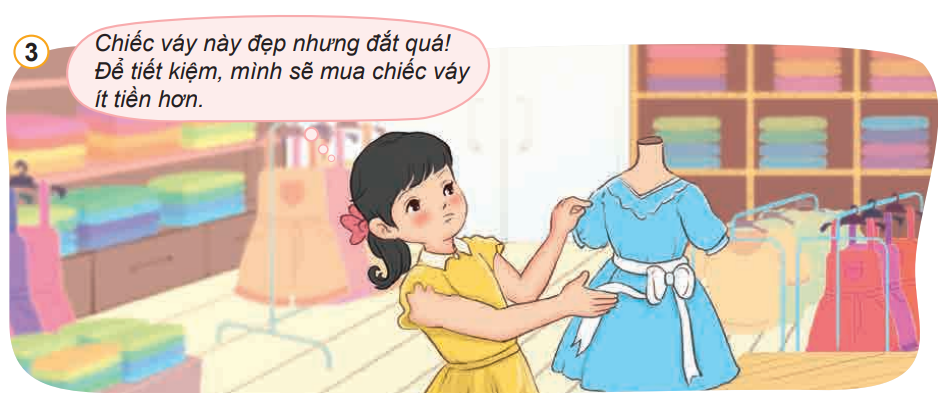 3
Chiếc váy này đẹp nhưng đắt quá!
Để tiết kiệm, mình sẽ mua chiếc váy
ít tiền hơn.